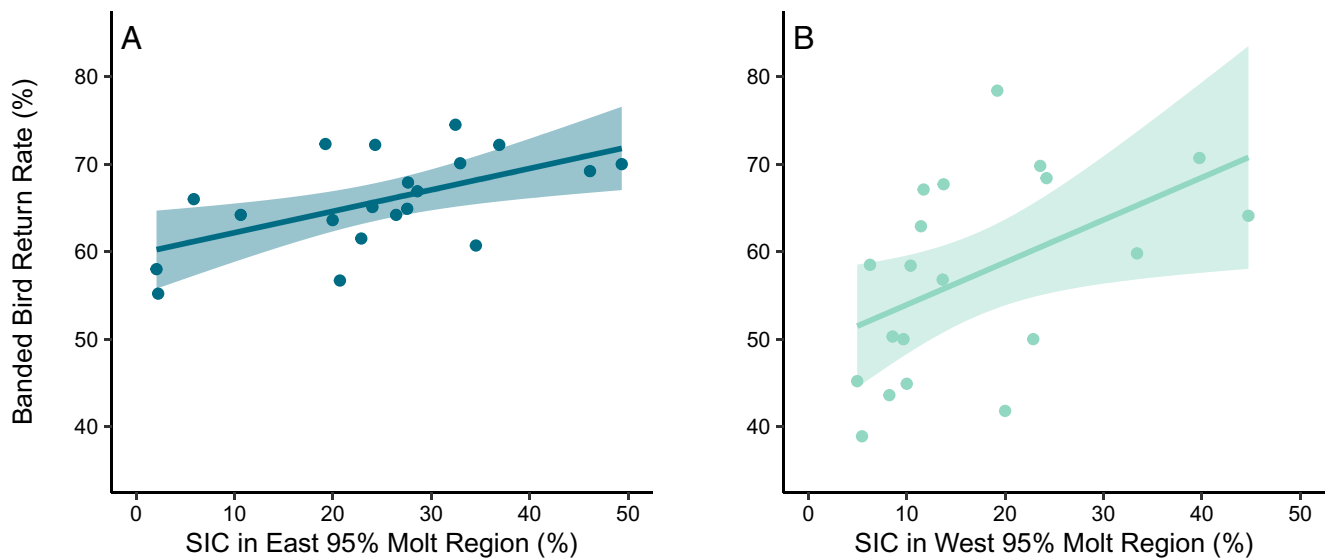 A
B
Banded Bird Return Rate (%)
80
70
60
50
40
0 10 20 30 40 50
SIC in East 95% Molt Region (%)
80
70
60
50
40
0 10 20 30 40 50
SIC in West 95% Molt Region (%)